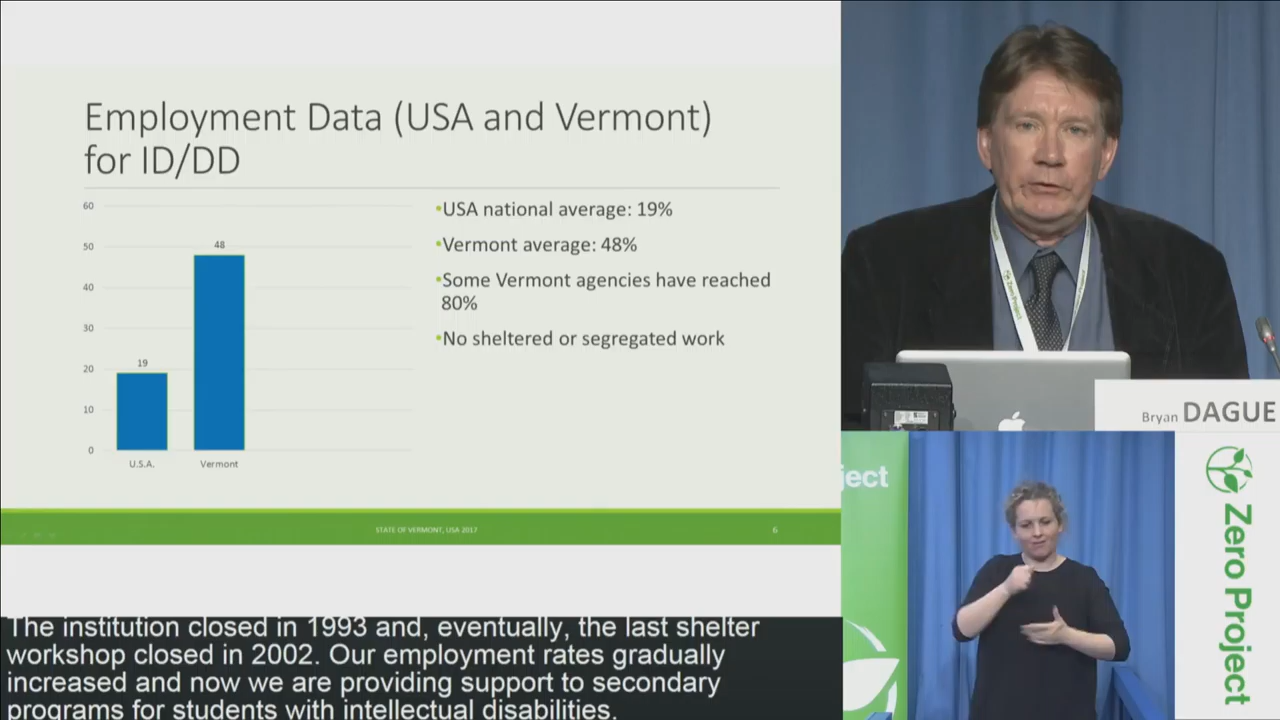 Employment Data (USA and Vermont)
for ID/DD
60
50
40
30
20
10
0
19
48
U.S.A.
Vermont
•USA national average: 19%
•Vermont average: 48%
•Some Vermont agencies have reached
80%
•No sheltered or segregated work
STATE OF VERMONT, USA 2017
6
Zero Project
Bryan DAGUE
ject
Zero Project
The institution closed in 1993 and, eventually, the last shelter
workshop closed in 2002. Our employment rates gradually
increased and now we are providing support to secondary
programs for students with intellectual disabilities.